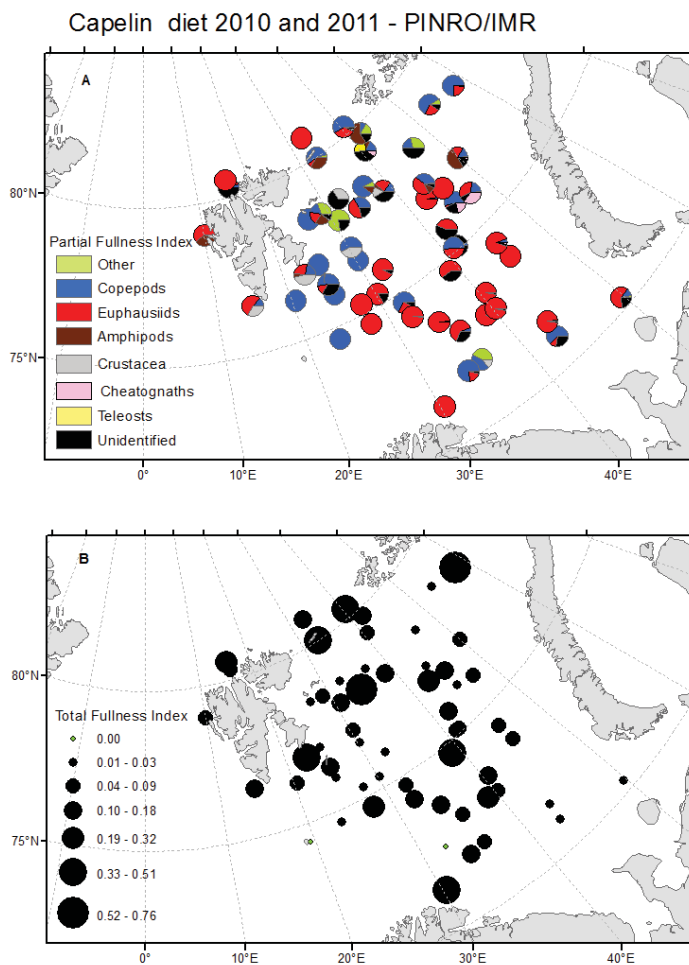 Capelin diet 2010 and 2011 - PINRO/IMR
A
80°N
Partial Fullness Index
Other
Copepods
Euphausiids
Amphipods
Crustacea
Cheatognaths
Teleosts
Unidentified
75°N
0°
10°E
20°E
30°E
40°E
B
80°N
Total Fullness Index
0.00
0.01 - 0.03
0.04 - 0.09
0.10 - 0.18
0.19 - 0.32
0.33 - 0.51
0.52 - 0.76
75°N
0°
10°E
20°E
30°E
40°E